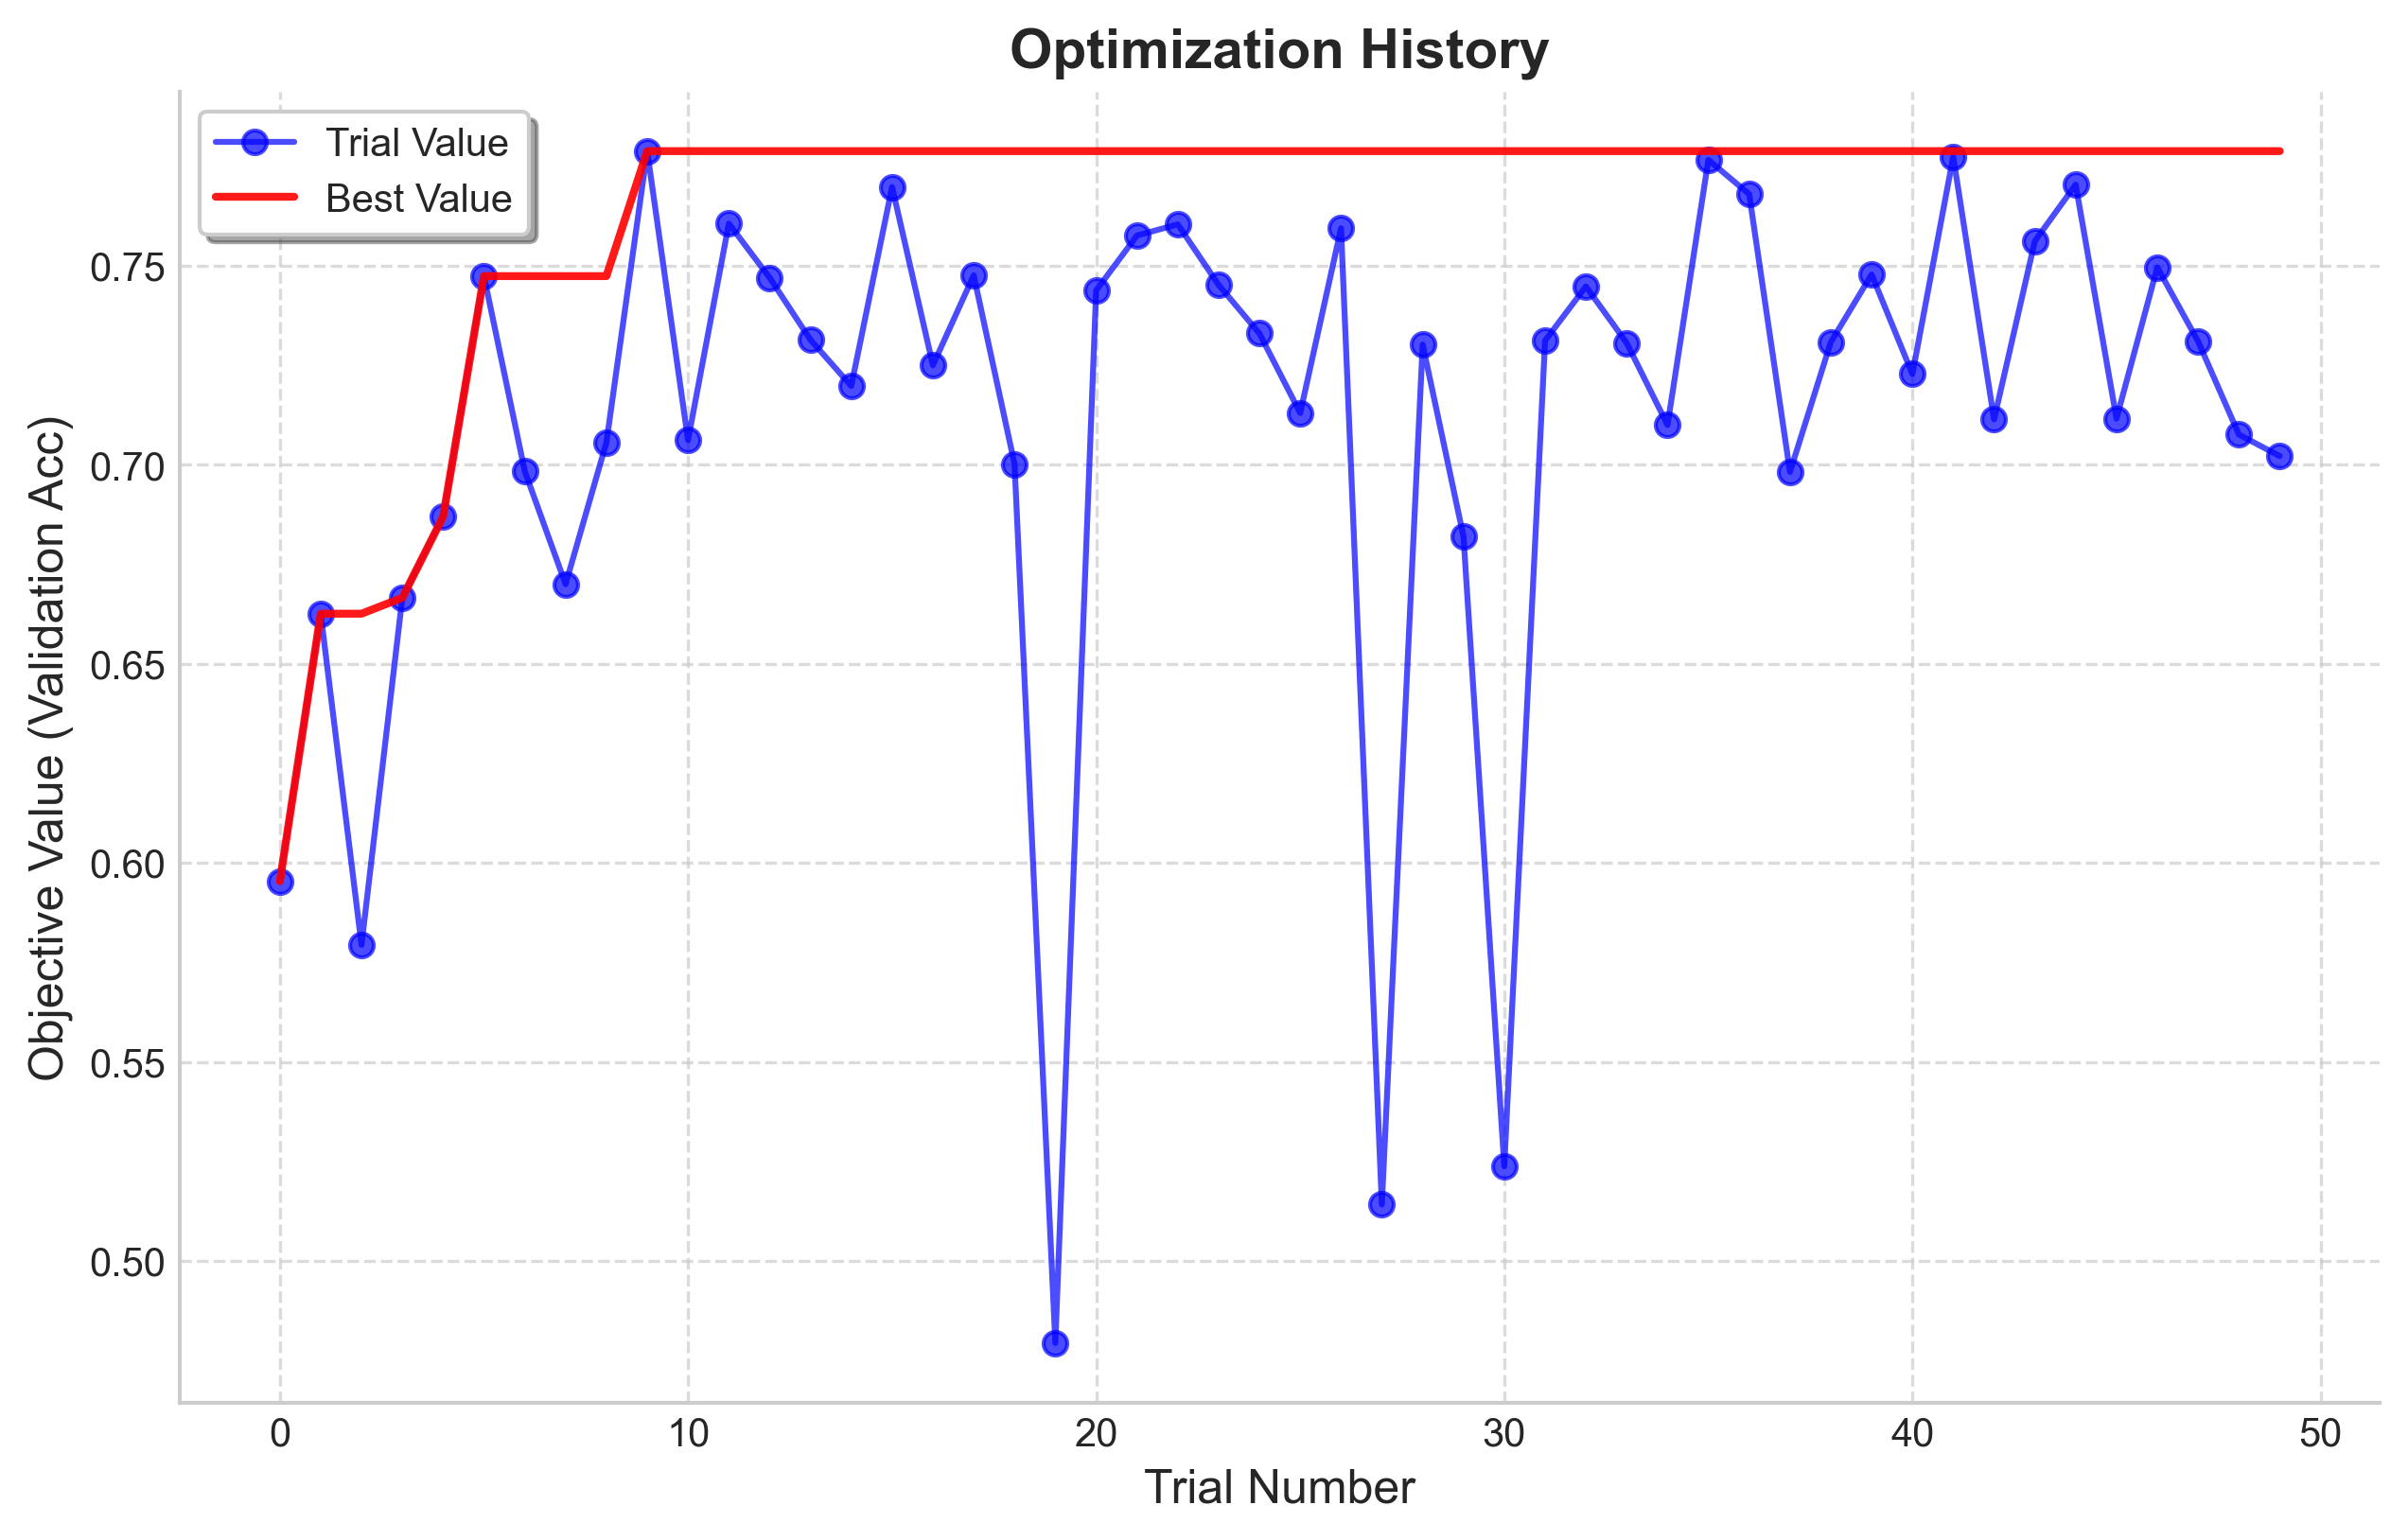 Optimization History
Trial Value
Best Value
Objective Value (Validation Acc)
0.75
0.70
0.65
0.60
0.55
0.50
0 10 20 30 40 50
Trial Number